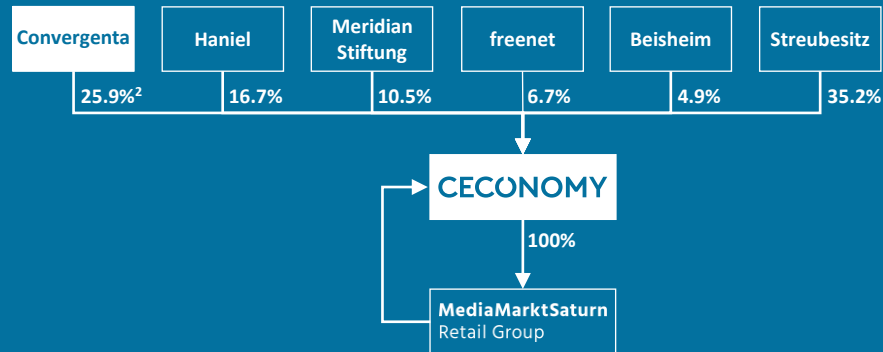 Convergenta
Haniel
Meridian
Stiftung
freenet
Beisheim
Streubesitz
25.9%²
16.7%
10.5%
6.7%
4.9%
35.2%
CECONOMY
100%
MediaMarktSaturn
Retail Group